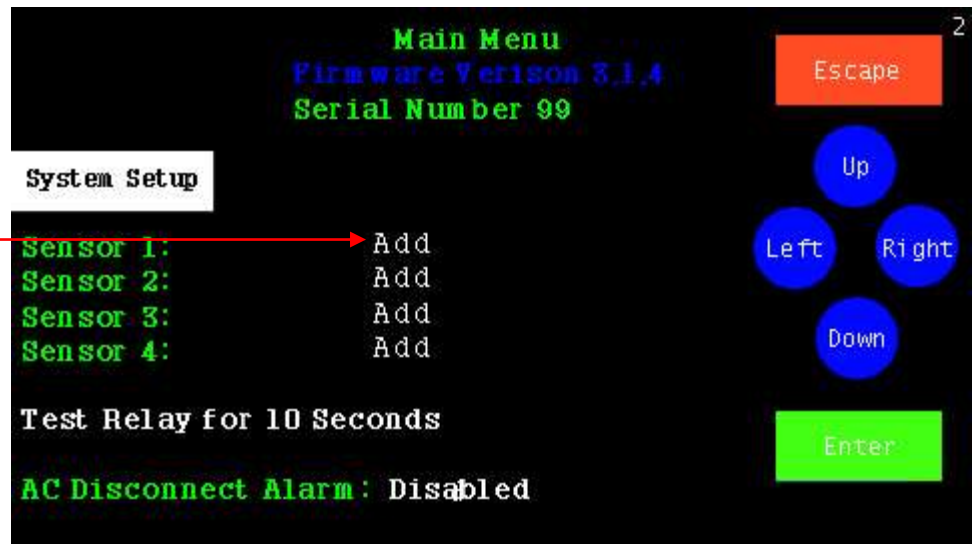 2
Main Menu
Firmware Verison 3.1.4
Serial Number 99
Escape
System Setup
Up
Sensor 1: Add
Left Right
Sensor 2: Add
Sensor 3: Add
Down
Sensor 4: Add
Test Relay for 10 Seconds
Enter
AC Disconnect Alarm: Disabled